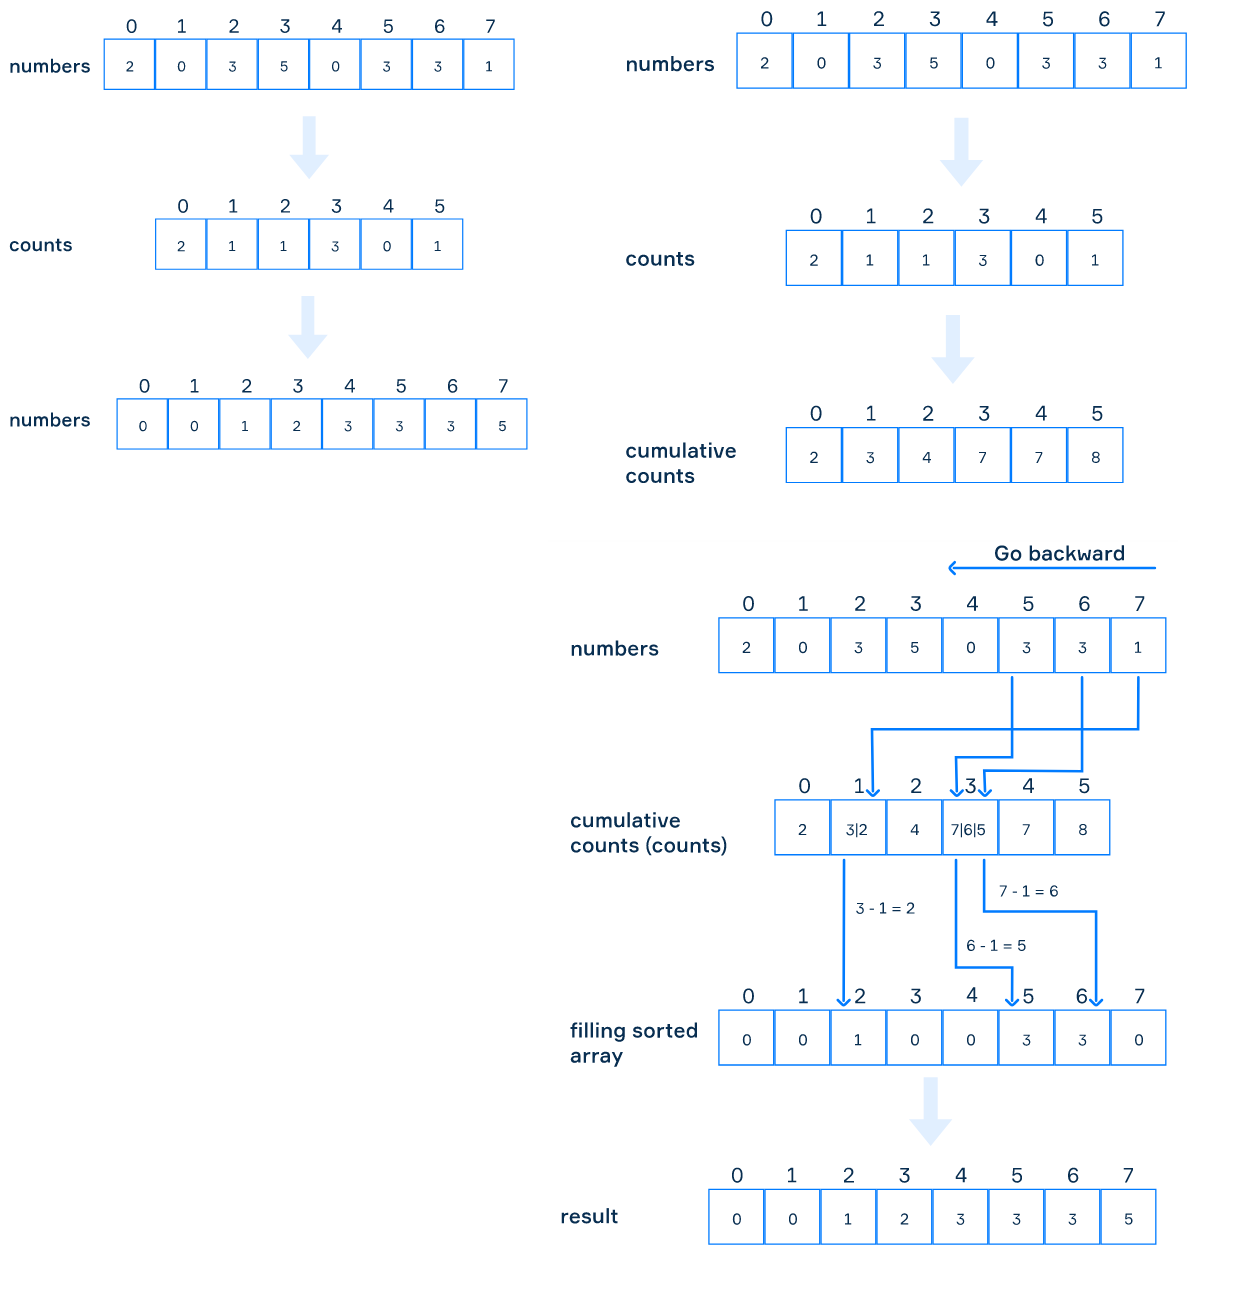 0 1 2 3 4 5 6 7
numbers 2 0 3 5 0 3 3 1
0 1 2 3 4 5
counts 2 1 1 3 0 1
0 1 2 3 4 5 6 7
numbers 0 0 1 2 3 3 3 5
0 1 2 3 4 5 6 7
numbers 2 0 3 5 0 3 3 1
0 1 2 3 4 5
counts 2 1 1 3 0 1
0 1 2 3 4 5
cumulative
counts
2 3 4 7 7 8
Go backward
0 1 2 3 4 5 6 7
numbers 2 0 3 5 0 3 3 1
0 1 2 3 4 5
cumulative
counts (counts)
2 3|2 4 7|6|5 7 8
7 - 1 = 6
3 - 1 = 2
6 - 1 = 5
0 1 2 3 4 5 6 7
filling sorted
array
0 0 1 0 0 3 3 0
0 1 2 3 4 5 6 7
result 0 0 1 2 3 3 3 5